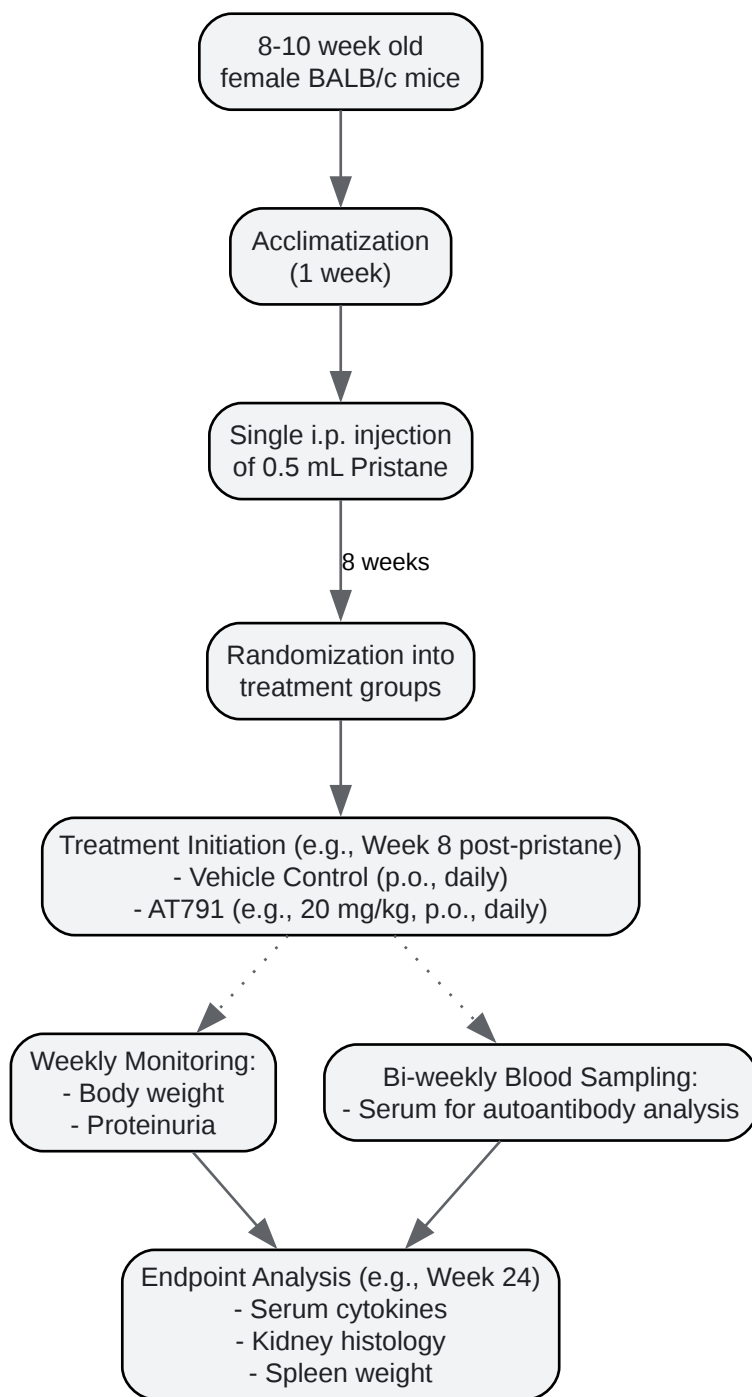 8-10 week old
female BALB/c mice
Acclimatization
(1 week)
Single i.p. injection
of 0.5 mL Pristane
8 weeks
Randomization into
treatment groups
Treatment Initiation (e.g., Week 8 post-pristane)
- Vehicle Control (p.o., daily)
- AT791 (e.g., 20 mg/kg, p.o., daily)
Weekly Monitoring:
- Body weight
- Proteinuria
Bi-weekly Blood Sampling:
- Serum for autoantibody analysis
Endpoint Analysis (e.g., Week 24)
- Serum cytokines
- Kidney histology
- Spleen weight